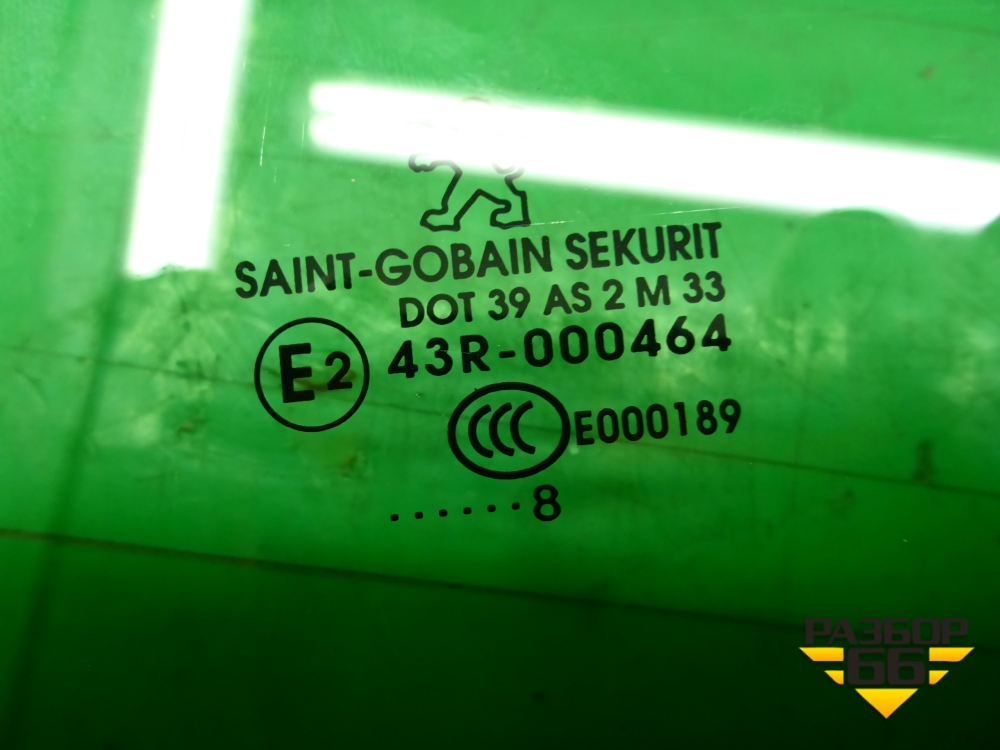 SAINT-GOBAIN SEKURIT
DOT 39 AS 2 M 33
E2 43R-000464
CCC E000189
......8
РАЗБОР
66